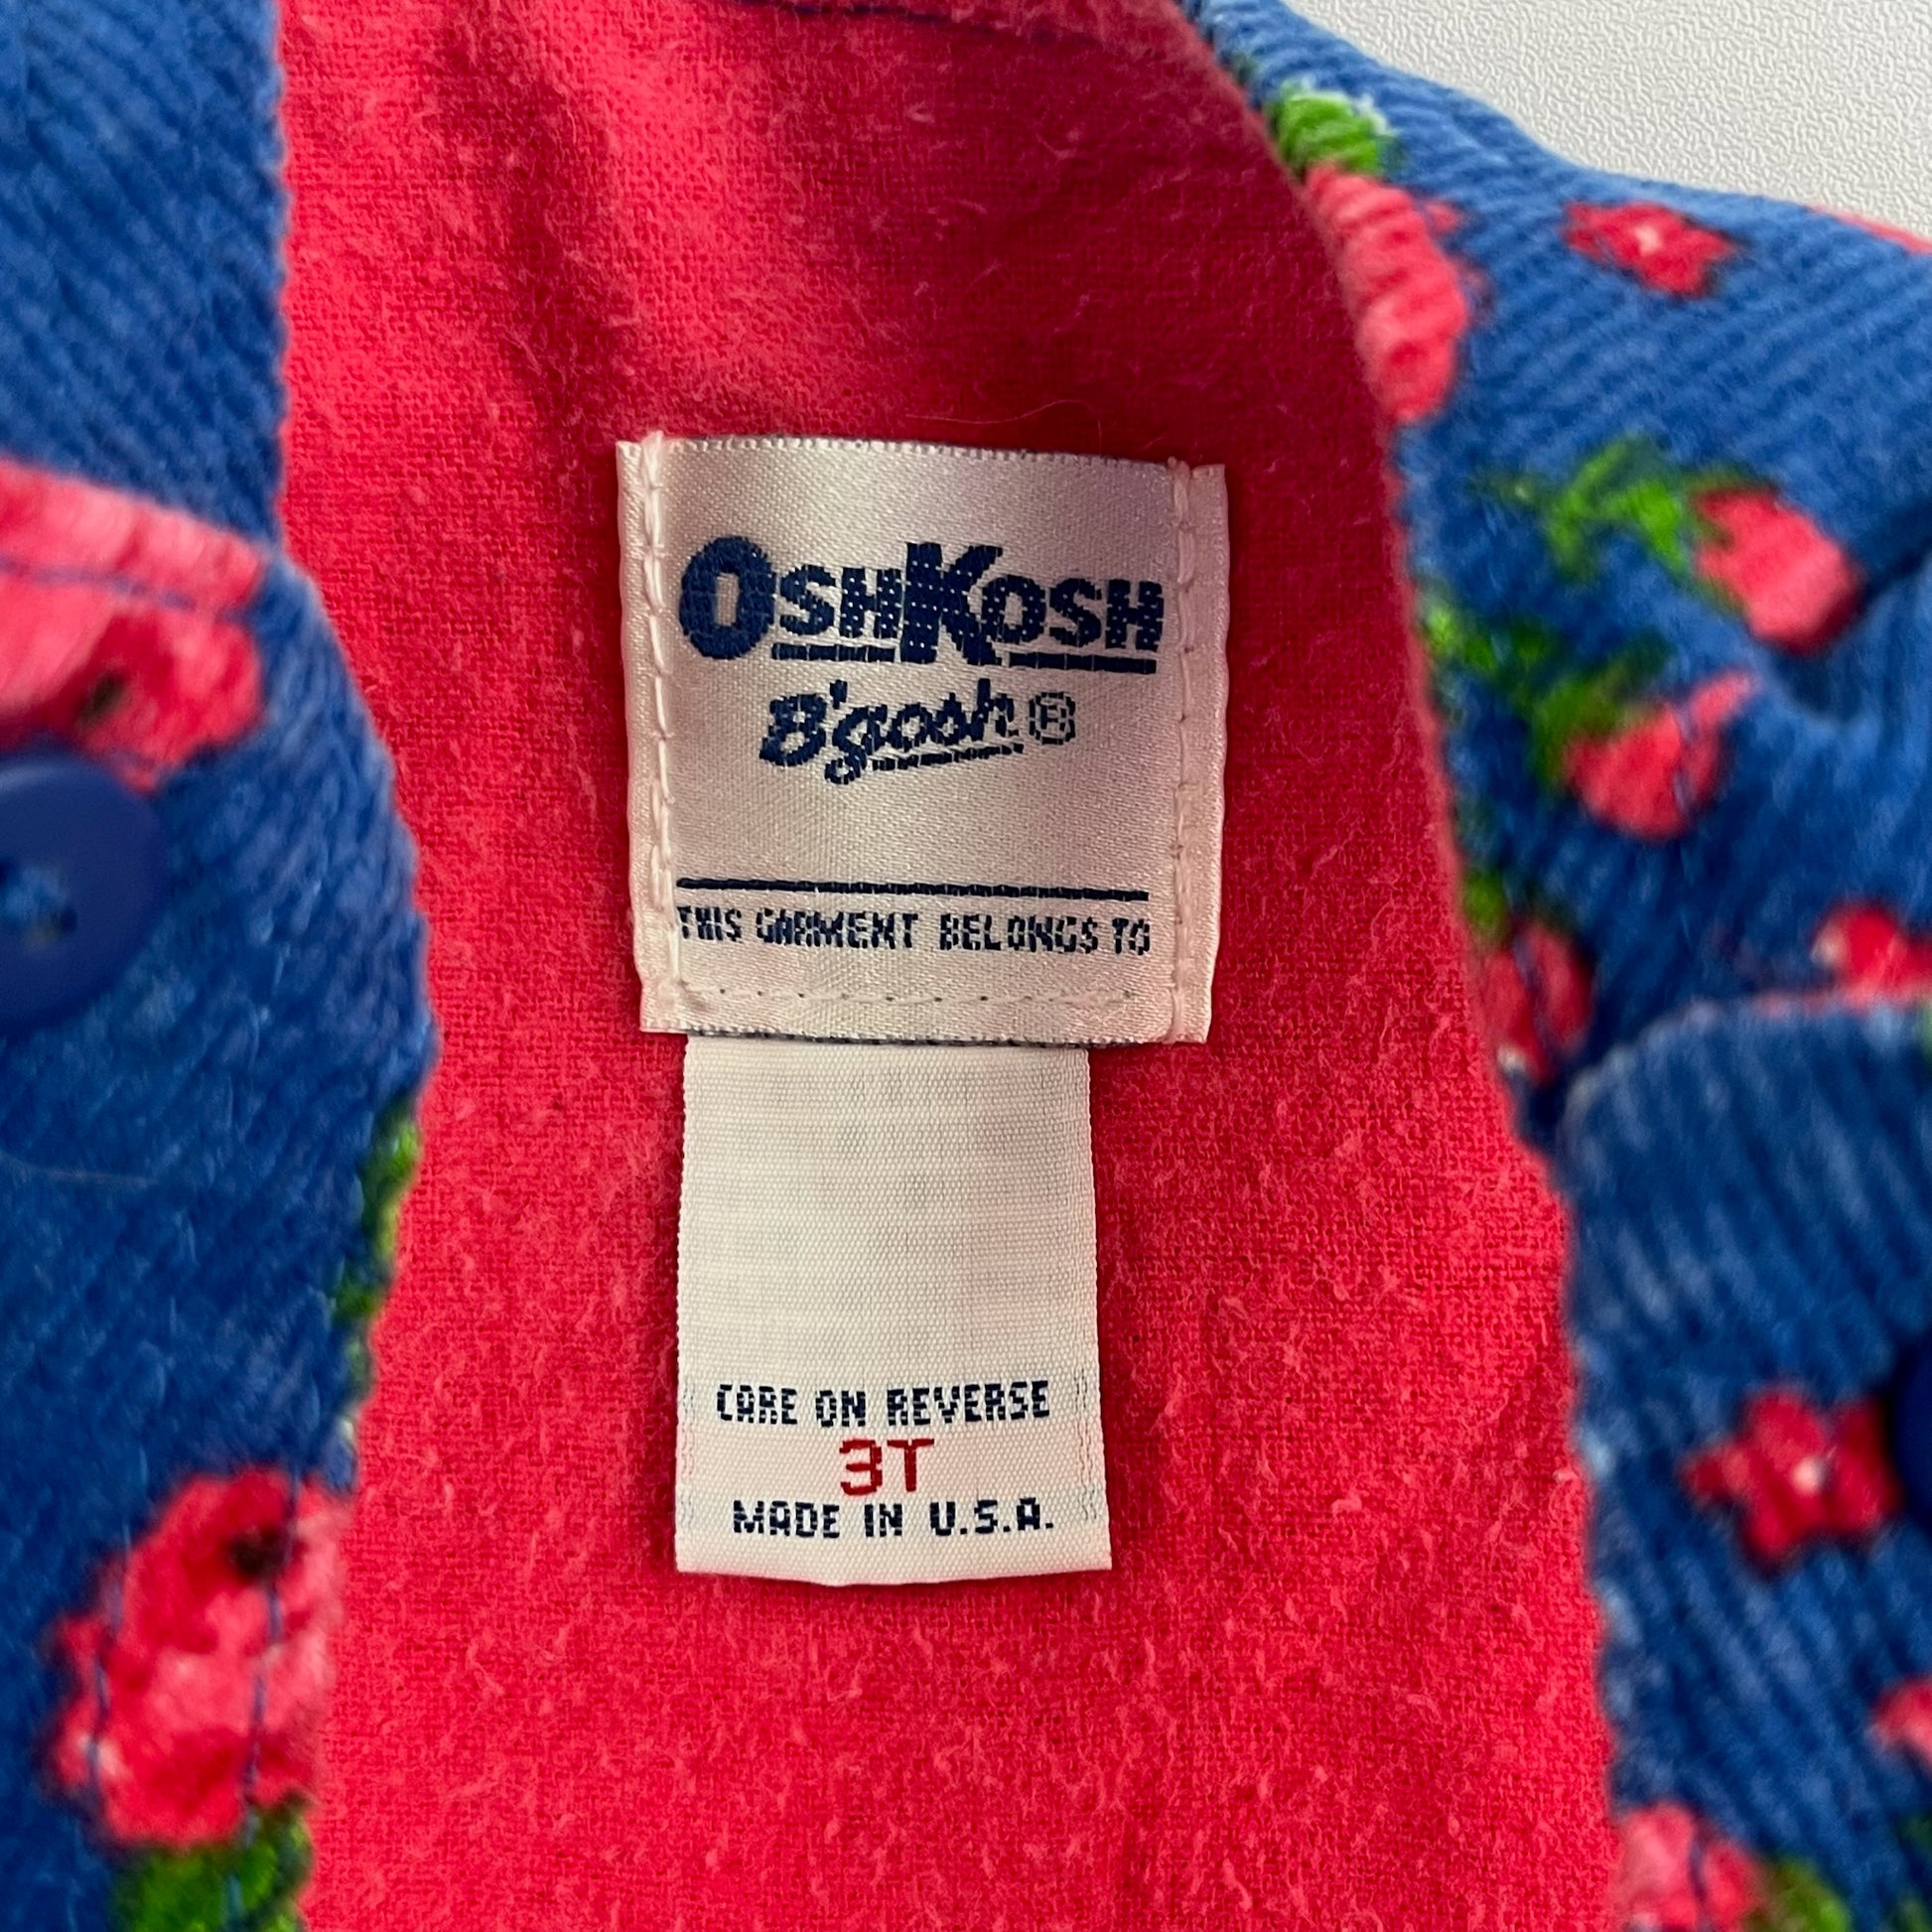 OSHKOSH
B'gosh®
THIS GARMENT BELONGS TO
CARE ON REVERSE
3T
MADE IN U.S.A.